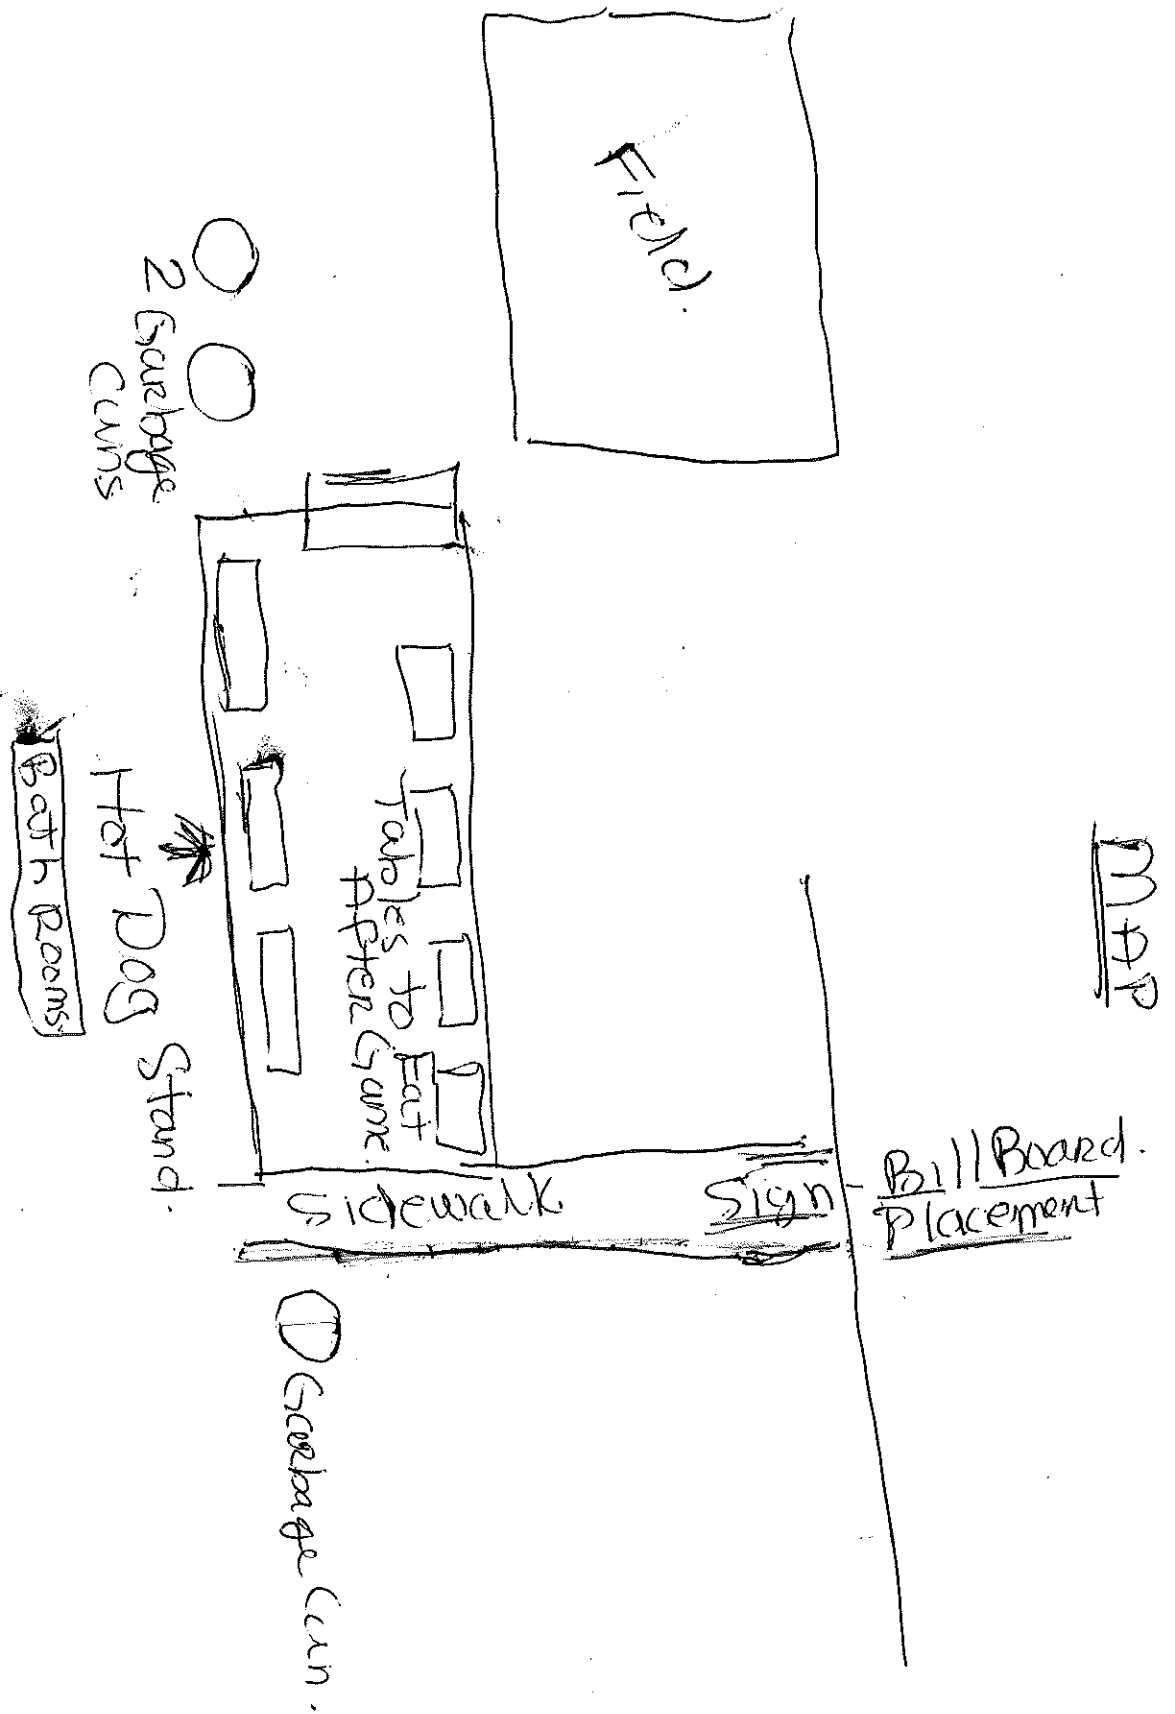 MAP
Field.
Bill Board.
Placement
Sign
Sidewalk
Tables to Eat
After Game.
2 Garbage
Cans
Hot Dog Stand.
Bath Rooms
Garbage Can.